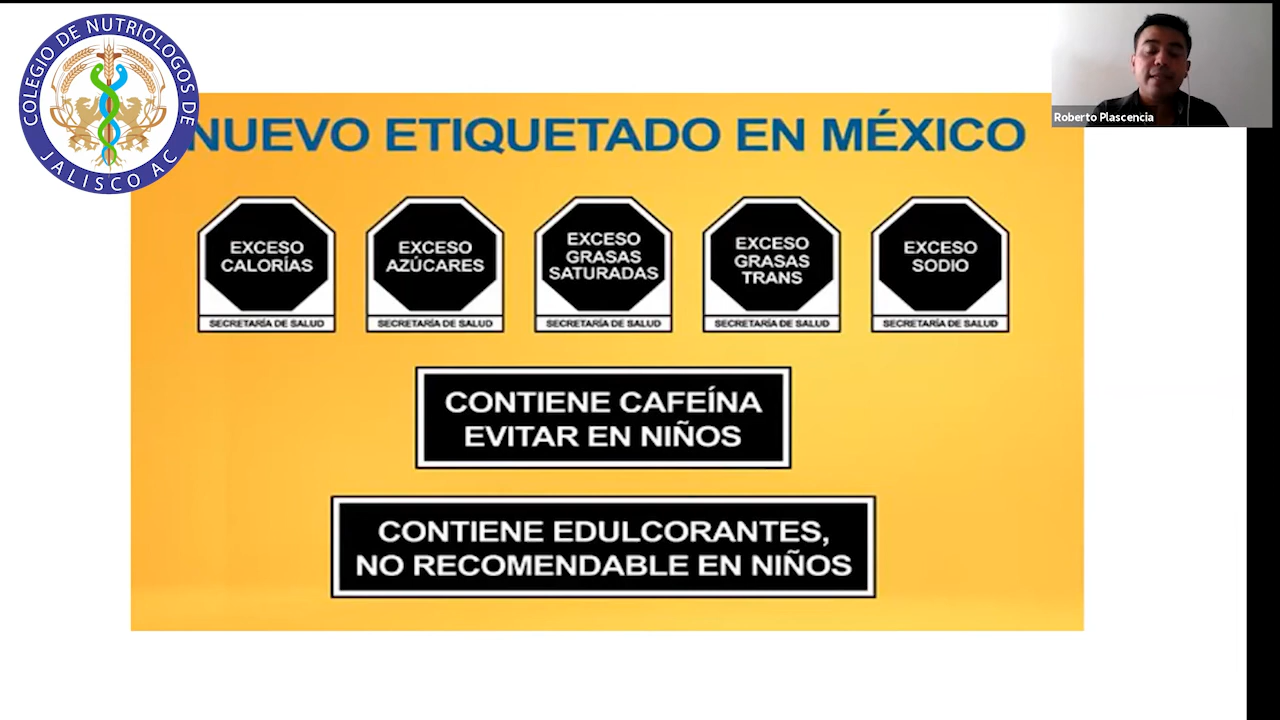 COLEGIO DE NUTRIOLOGOS DE
JALISCO AC
Roberto Plascencia
NUEVO ETIQUETADO EN MÉXICO
EXCESO
CALORÍAS
SECRETARÍA DE SALUD
EXCESO
AZÚCARES
SECRETARÍA DE SALUD
EXCESO
GRASAS
SATURADAS
SECRETARÍA DE SALUD
EXCESO
GRASAS
TRANS
SECRETARÍA DE SALUD
EXCESO
SODIO
SECRETARÍA DE SALUD
CONTIENE CAFEÍNA
EVITAR EN NIÑOS
CONTIENE EDULCORANTES,
NO RECOMENDABLE EN NIÑOS